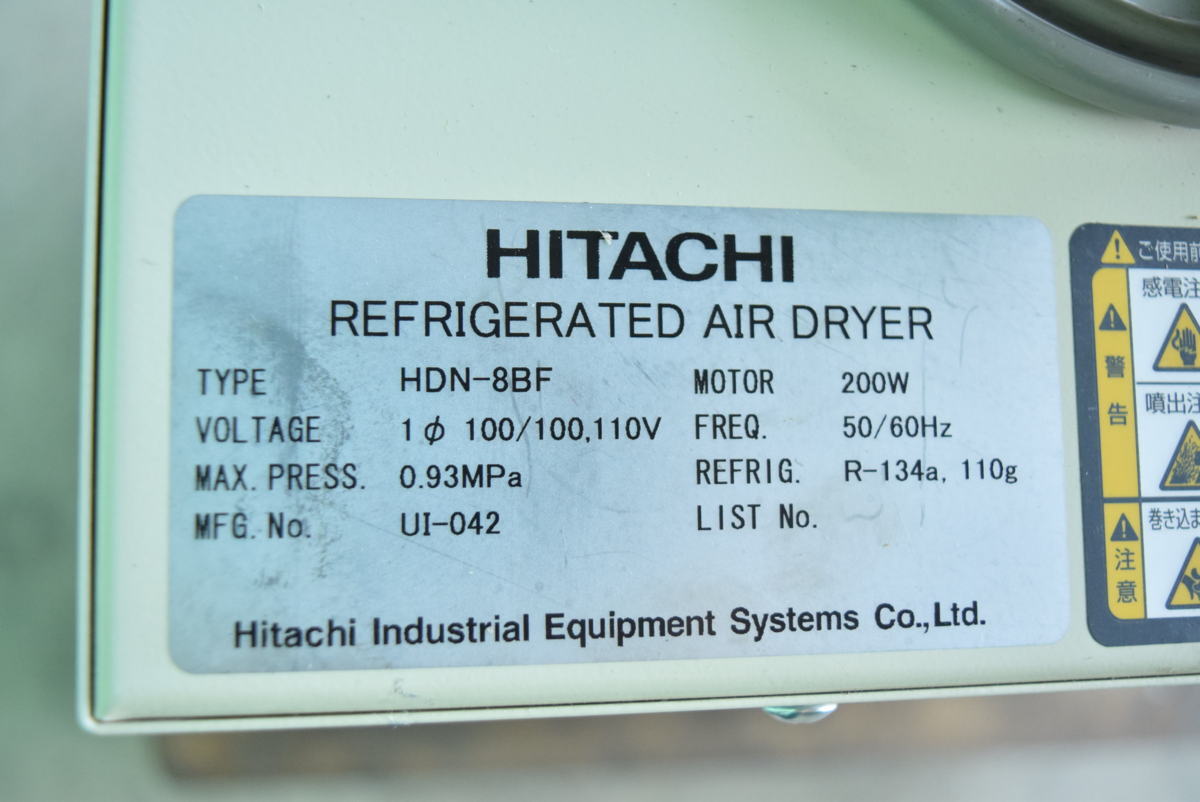 HITACHI
REFRIGERATED AIR DRYER
TYPE HDN-8BF MOTOR 200W
VOLTAGE 1φ 100/100,110V FREQ. 50/60Hz
MAX. PRESS. 0.93MPa REFRIG. R-134a, 110g
MFG. No. UI-042 LIST No.
Hitachi Industrial Equipment Systems Co.,Ltd.
ご使用前
警告
感電注
噴出注
注意
巻き込ま